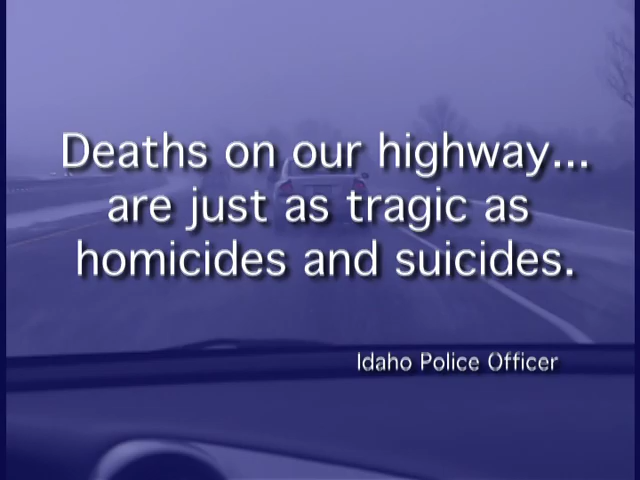 Deaths on our highway...
are just as tragic as
homicides and suicides.
Idaho Police Officer